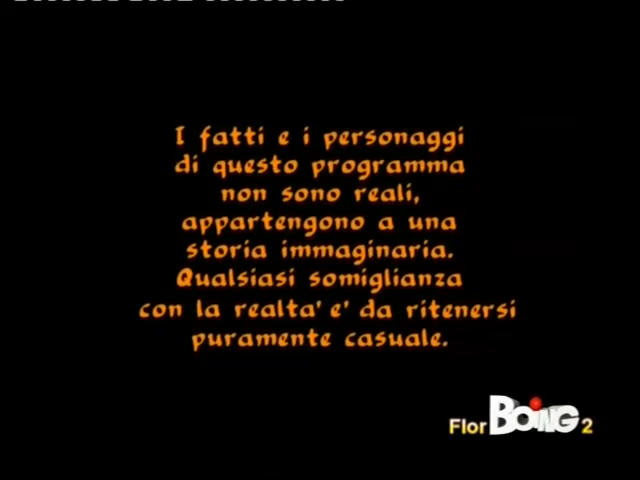 I fatti e i personaggi
di questo programma
non sono reali,
appartengono a una
storia immaginaria.
Qualsiasi somiglianza
con la realta' e' da ritenersi
puramente casuale.
Flor BOING 2